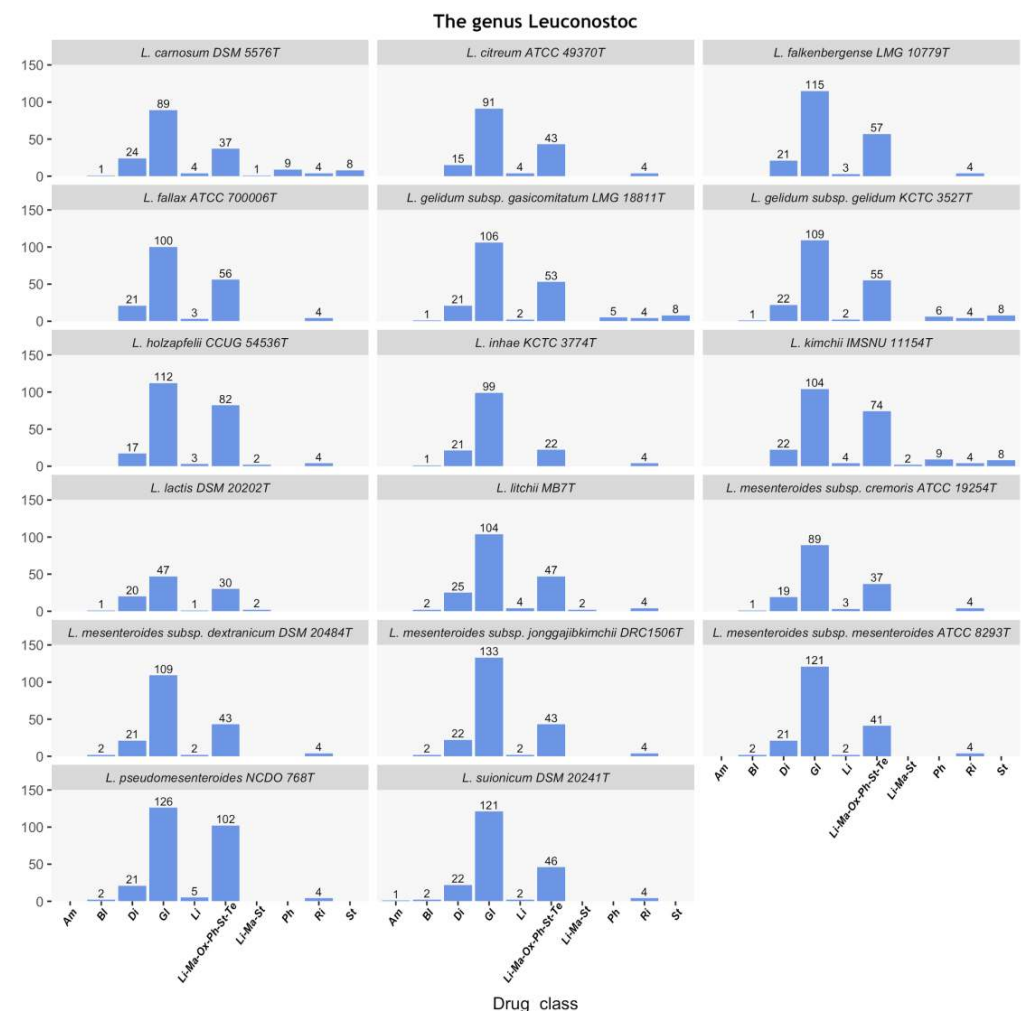 The genus Leuconostoc
L. carnosum DSM 5576T L. citreum ATCC 49370T L. falkenbergense LMG 10779T
150
100
50
0
1 24 89 4 37 1 9 4 8
15 91 4 43 4
21 115 3 57 4
L. fallax ATCC 700006T L. gelidum subsp. gasicomitatum LMG 18811T L. gelidum subsp. gelidum KCTC 3527T
150
100
50
0
21 100 3 56 4
1 21 106 2 53 5 4 8
1 22 109 2 55 6 4 8
L. holzapfelii CCUG 54536T L. inhae KCTC 3774T L. kimchii IMSNU 11154T
150
100
50
0
17 112 3 82 2 4
1 21 99 22 4
22 104 4 74 2 9 4 8
L. lactis DSM 20202T L. litchii MB7T L. mesenteroides subsp. cremoris ATCC 19254T
150
100
50
0
1 20 47 1 30 2
2 25 104 4 47 2 4
1 19 89 3 37 4
L. mesenteroides subsp. dextranicum DSM 20484T L. mesenteroides subsp. jonggajibkimchii DRC1506T L. mesenteroides subsp. mesenteroides ATCC 8293T
150
100
50
0
2 21 109 2 43 4
2 22 133 2 43 4
2 21 121 2 41 4
Am Bl Di Gl Li Li-Ma-Ox-Ph-St-Te Li-Ma-St Ph Ri St
L. pseudomesenteroides NCDO 768T L. suionicum DSM 20241T
150
100
50
0
2 21 126 5 102 4
1 2 22 121 2 46 4
Am Bl Di Gl Li Li-Ma-Ox-Ph-St-Te Li-Ma-St Ph Ri St
Am Bl Di Gl Li Li-Ma-Ox-Ph-St-Te Li-Ma-St Ph Ri St
Drug_class